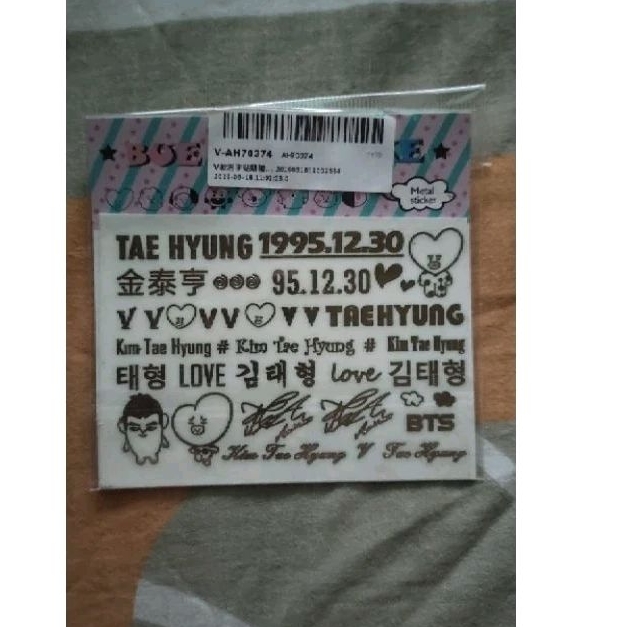 V-AH70274
Metal
sticker
TAE HYUNG 1995.12.30
金泰亨 95.12.30
V V V V V V TAEHYUNG
Kim Tae Hyung # Kim Tae Hyung # Kim Tae Hyung
태형 LOVE 김태형 love 김태형
BTS
Kim Tae Hyung V Tae Hyung